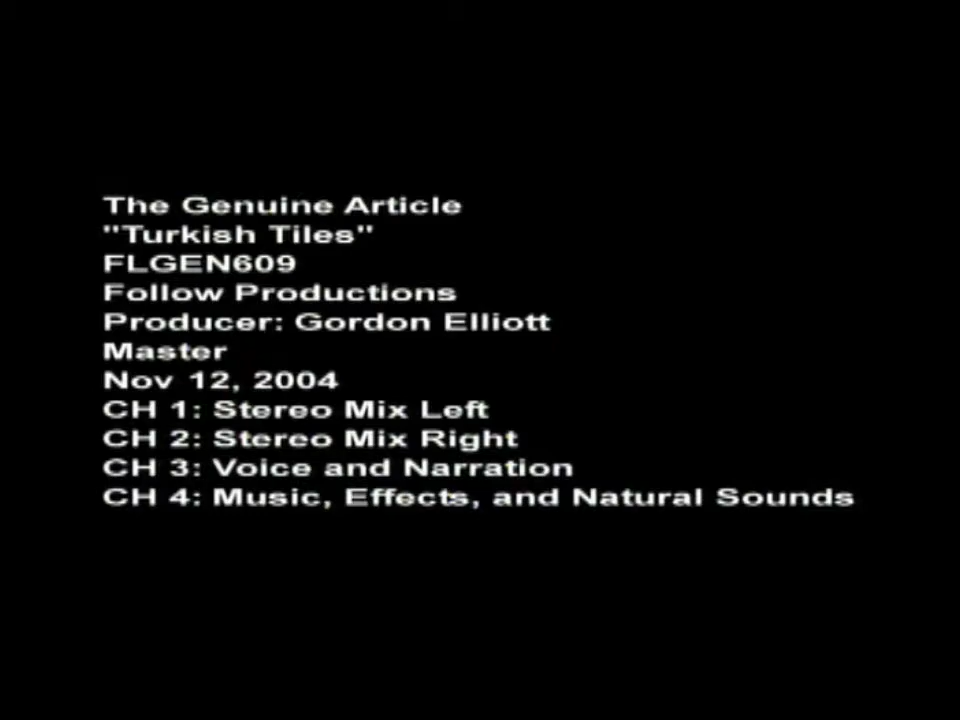 The Genuine Article
"Turkish Tiles"
FLGEN609
Follow Productions
Producer: Gordon Elliott
Master
Nov 12, 2004
CH 1: Stereo Mix Left
CH 2: Stereo Mix Right
CH 3: Voice and Narration
CH 4: Music, Effects, and Natural Sounds